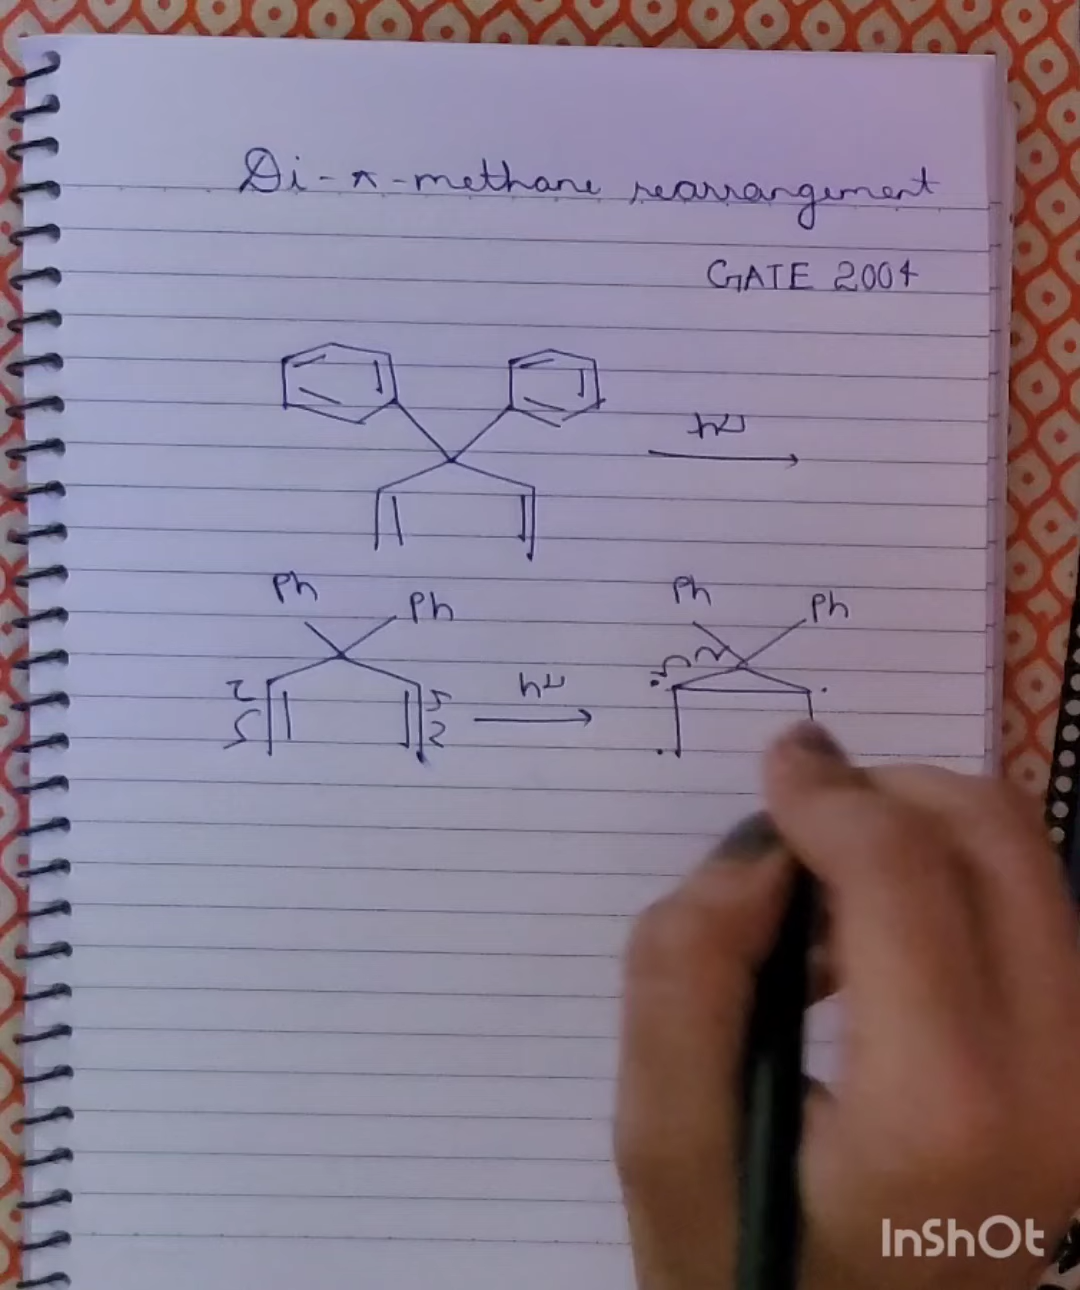 Di-π-methane rearrangement
GATE 2004
hν
Ph
Ph
hν
Ph
Ph
InShOt